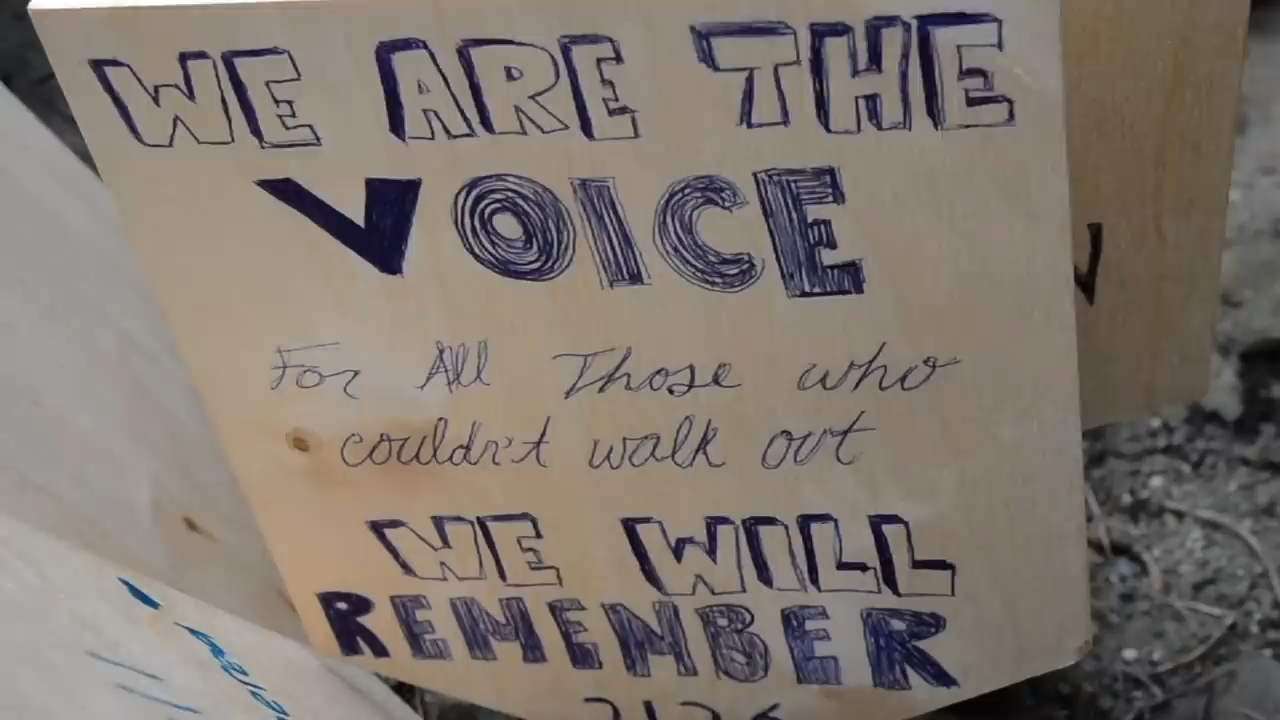 WE ARE THE
VOICE
For All Those who
couldn't walk out
WE WILL
REMEMBER